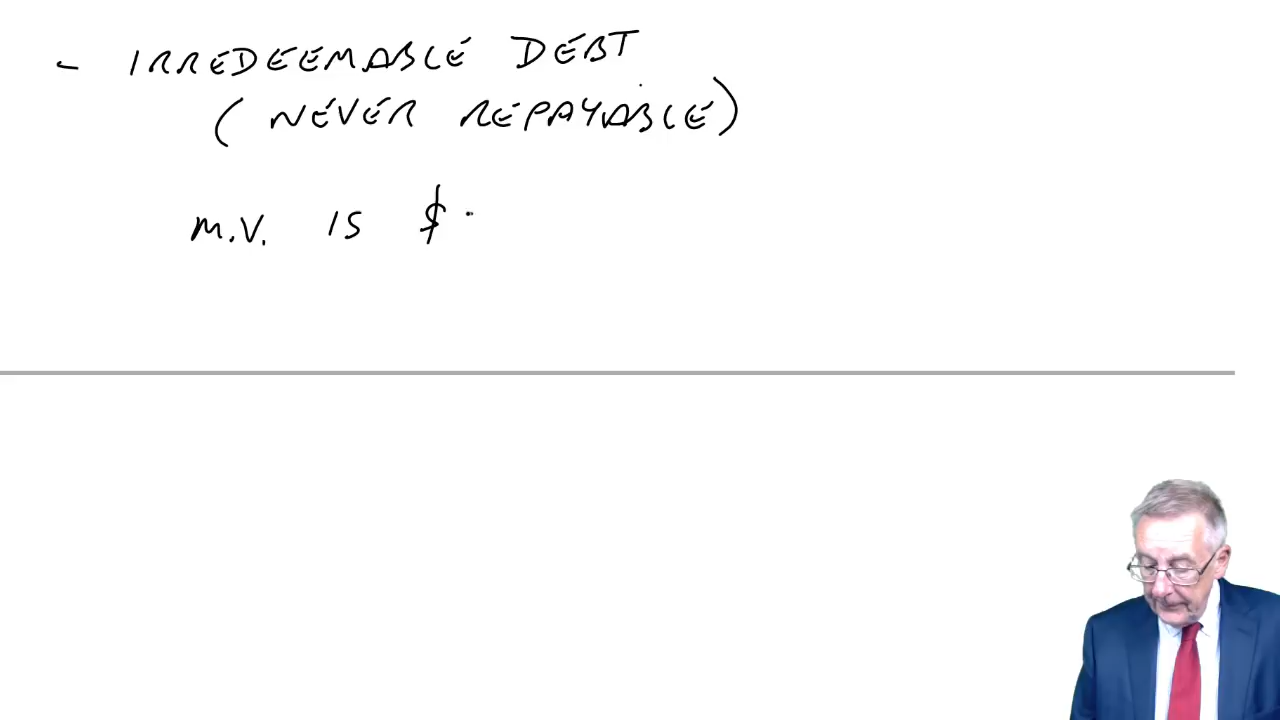 - IRREDEEMABLE DEBT
(NEVER REPAYABLE)
M.V. IS $